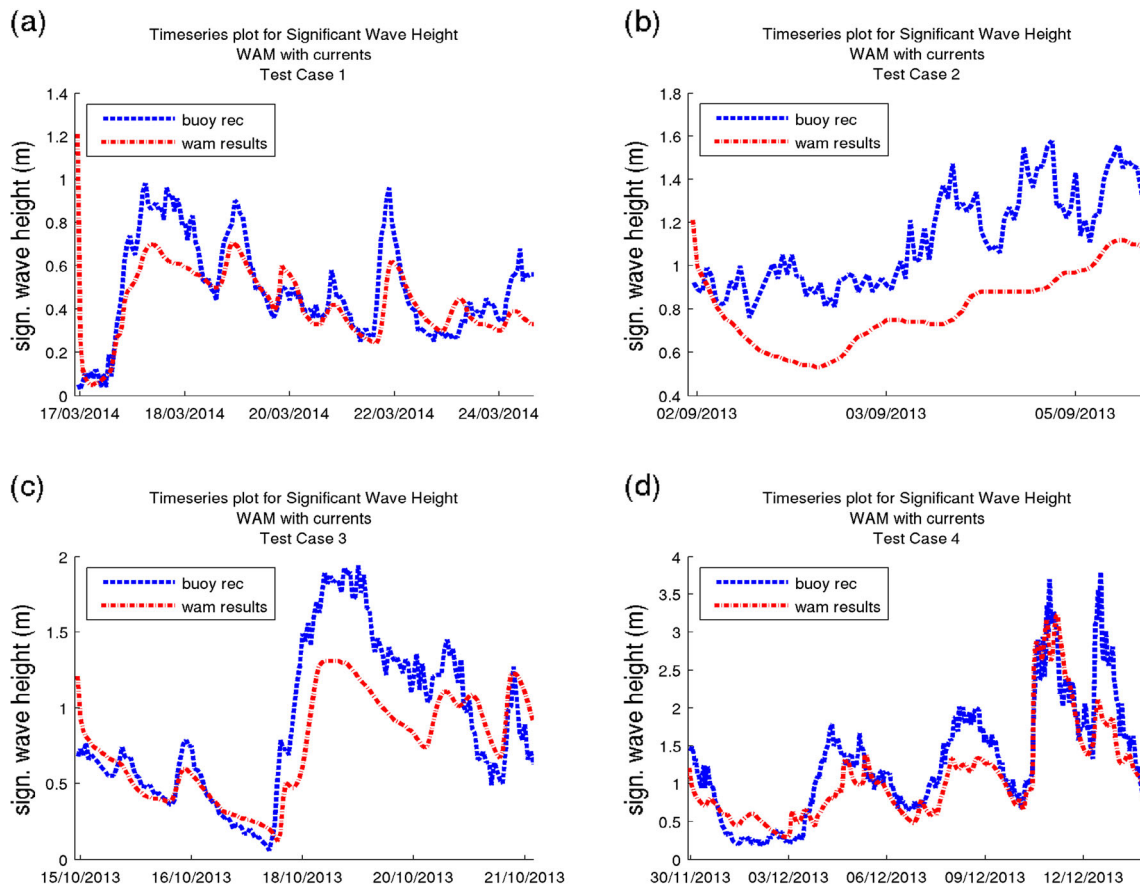 (a)
Timeseries plot for Significant Wave Height
WAM with currents
Test Case 1
sign. wave height (m)
1.4
1.2
1
0.8
0.6
0.4
0.2
0
buoy rec
wam results
17/03/2014
18/03/2014
20/03/2014
22/03/2014
24/03/2014
(b)
Timeseries plot for Significant Wave Height
WAM with currents
Test Case 2
sign. wave height (m)
1.8
1.6
1.4
1.2
1
0.8
0.6
0.4
buoy rec
wam results
02/09/2013
03/09/2013
05/09/2013
(c)
Timeseries plot for Significant Wave Height
WAM with currents
Test Case 3
sign. wave height (m)
2
1.5
1
0.5
0
buoy rec
wam results
15/10/2013
16/10/2013
18/10/2013
20/10/2013
21/10/2013
(d)
Timeseries plot for Significant Wave Height
WAM with currents
Test Case 4
sign. wave height (m)
4
3.5
3
2.5
2
1.5
1
0.5
0
buoy rec
wam results
30/11/2013
03/12/2013
06/12/2013
09/12/2013
12/12/2013